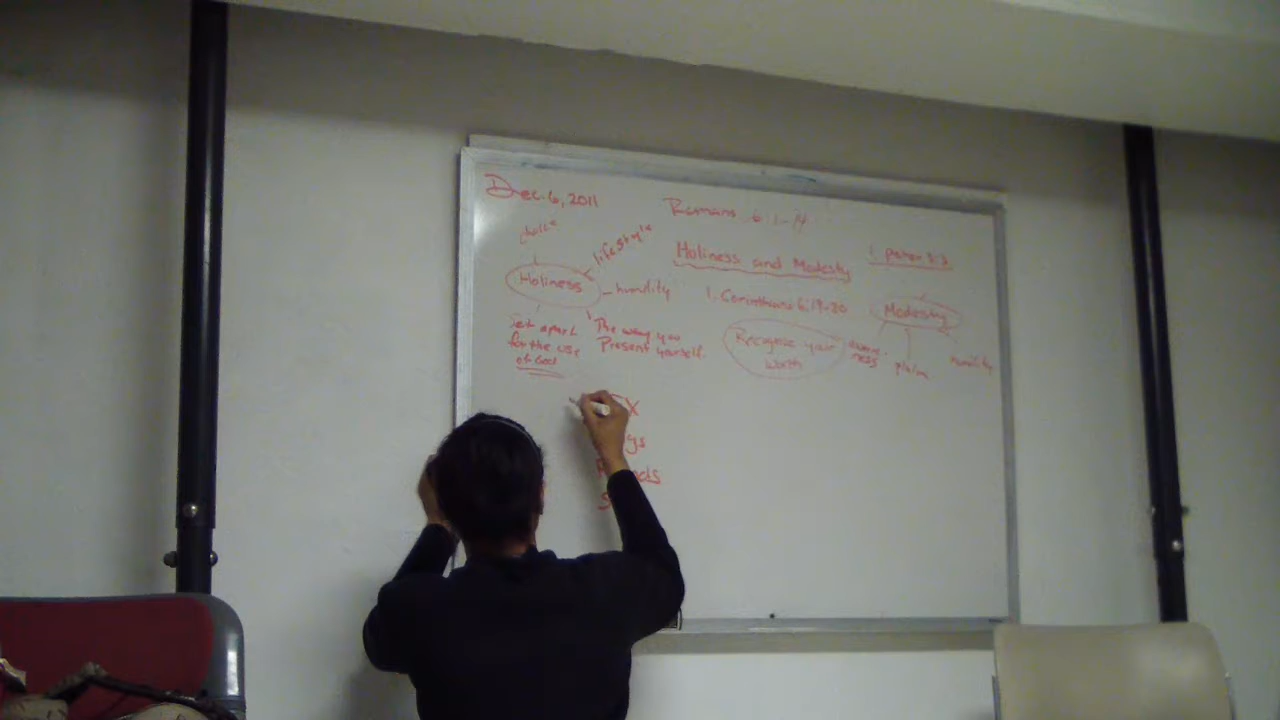 Dec. 6, 2011
Romans 6:1-14
choice
lifestyle
Holiness and Modesty
1 Peter 3:3
Holiness
humility
1. Corinthians 6:19-20
Modesty
Set apart
for the use
of God
The way you
Present yourself.
Recognize your
worth
aware-
ness
plain
humility